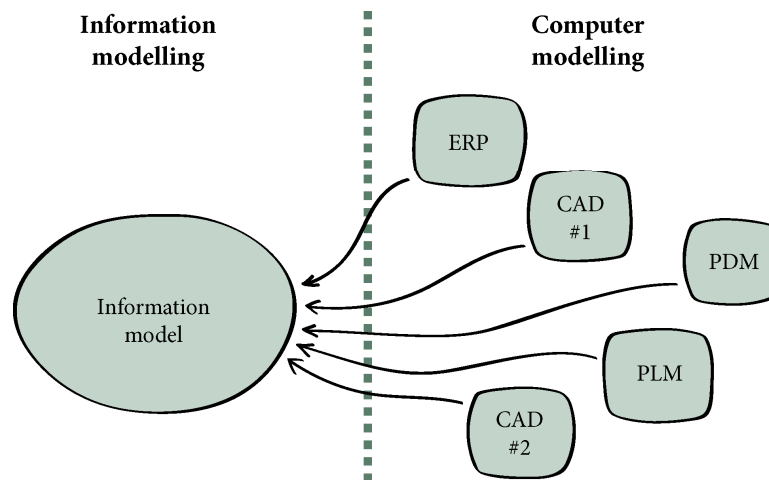 Information
modelling
Computer
modelling
ERP
CAD
#1
PDM
Information
model
PLM
CAD
#2